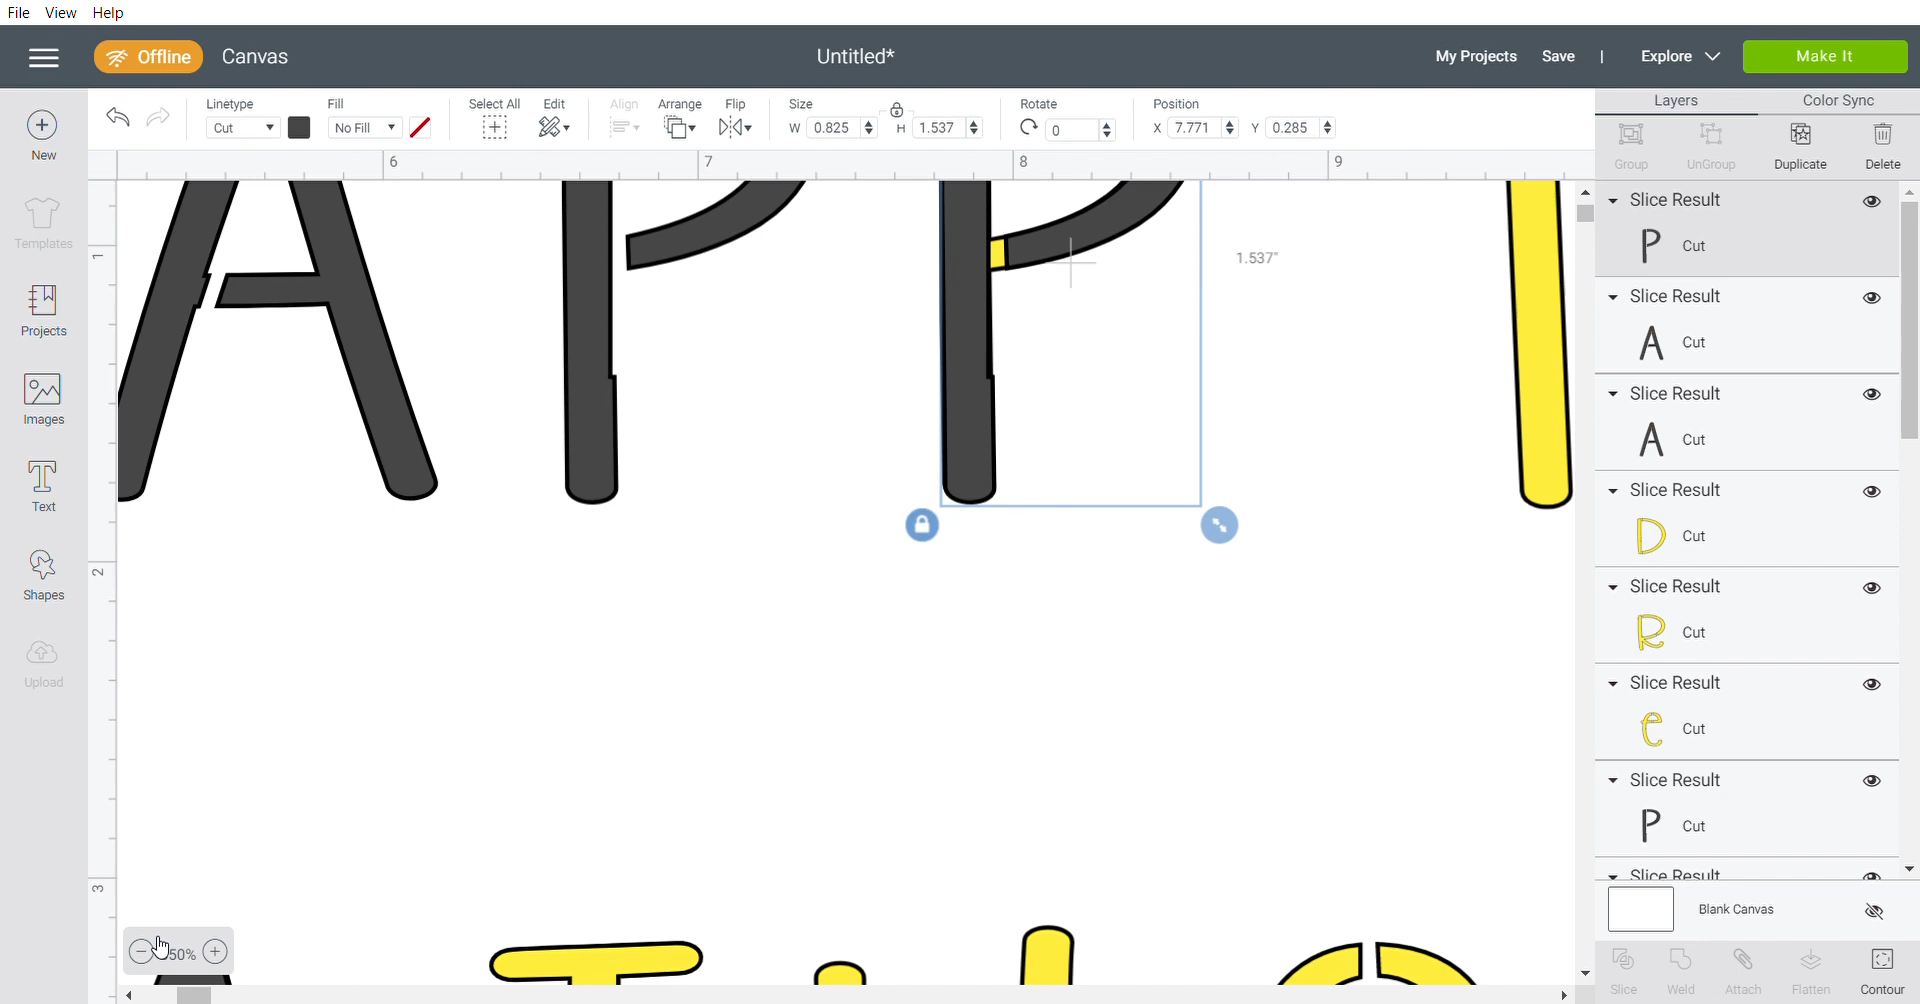 File View Help
Offline Canvas Untitled* My Projects Save | Explore Make It
Linetype Fill Select All Edit Align Arrange Flip Size Rotate Position
Cut No Fill W 0.825 H 1.537 0 X 7.771 Y 0.285
Layers Color Sync
Group UnGroup Duplicate Delete
New
Templates
Projects
Images
Text
Shapes
Upload
6 7 8 9
1
2
3
A P P
1.537"
50%
Slice Result
P Cut
Slice Result
A Cut
Slice Result
A Cut
Slice Result
D Cut
Slice Result
R Cut
Slice Result
e Cut
Slice Result
P Cut
Slice Result
Blank Canvas
Slice Weld Attach Flatten Contour